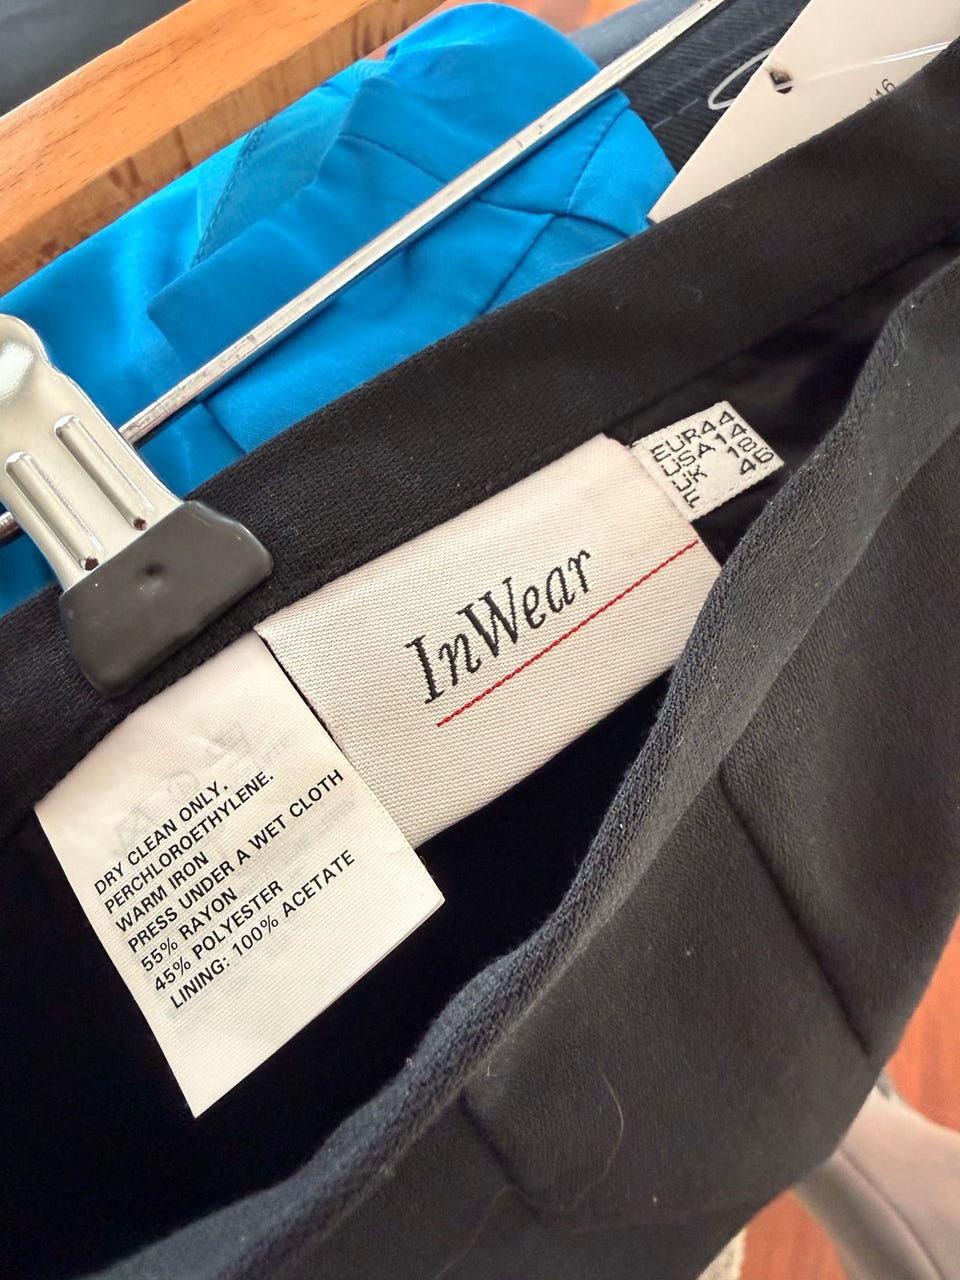 InWear
EUR 44
USA 14
UK 18
F 46
DRY CLEAN ONLY.
PERCHLOROETHYLENE.
WARM IRON
PRESS UNDER A WET CLOTH
55% RAYON
45% POLYESTER
LINING: 100% ACETATE